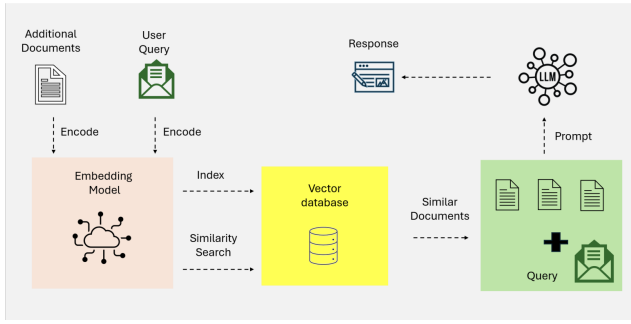 Additional
Documents
User
Query
Response
LLM
Encode
Encode
Prompt
Embedding
Model
Index
Vector
database
Similar
Documents
Similarity
Search
Query